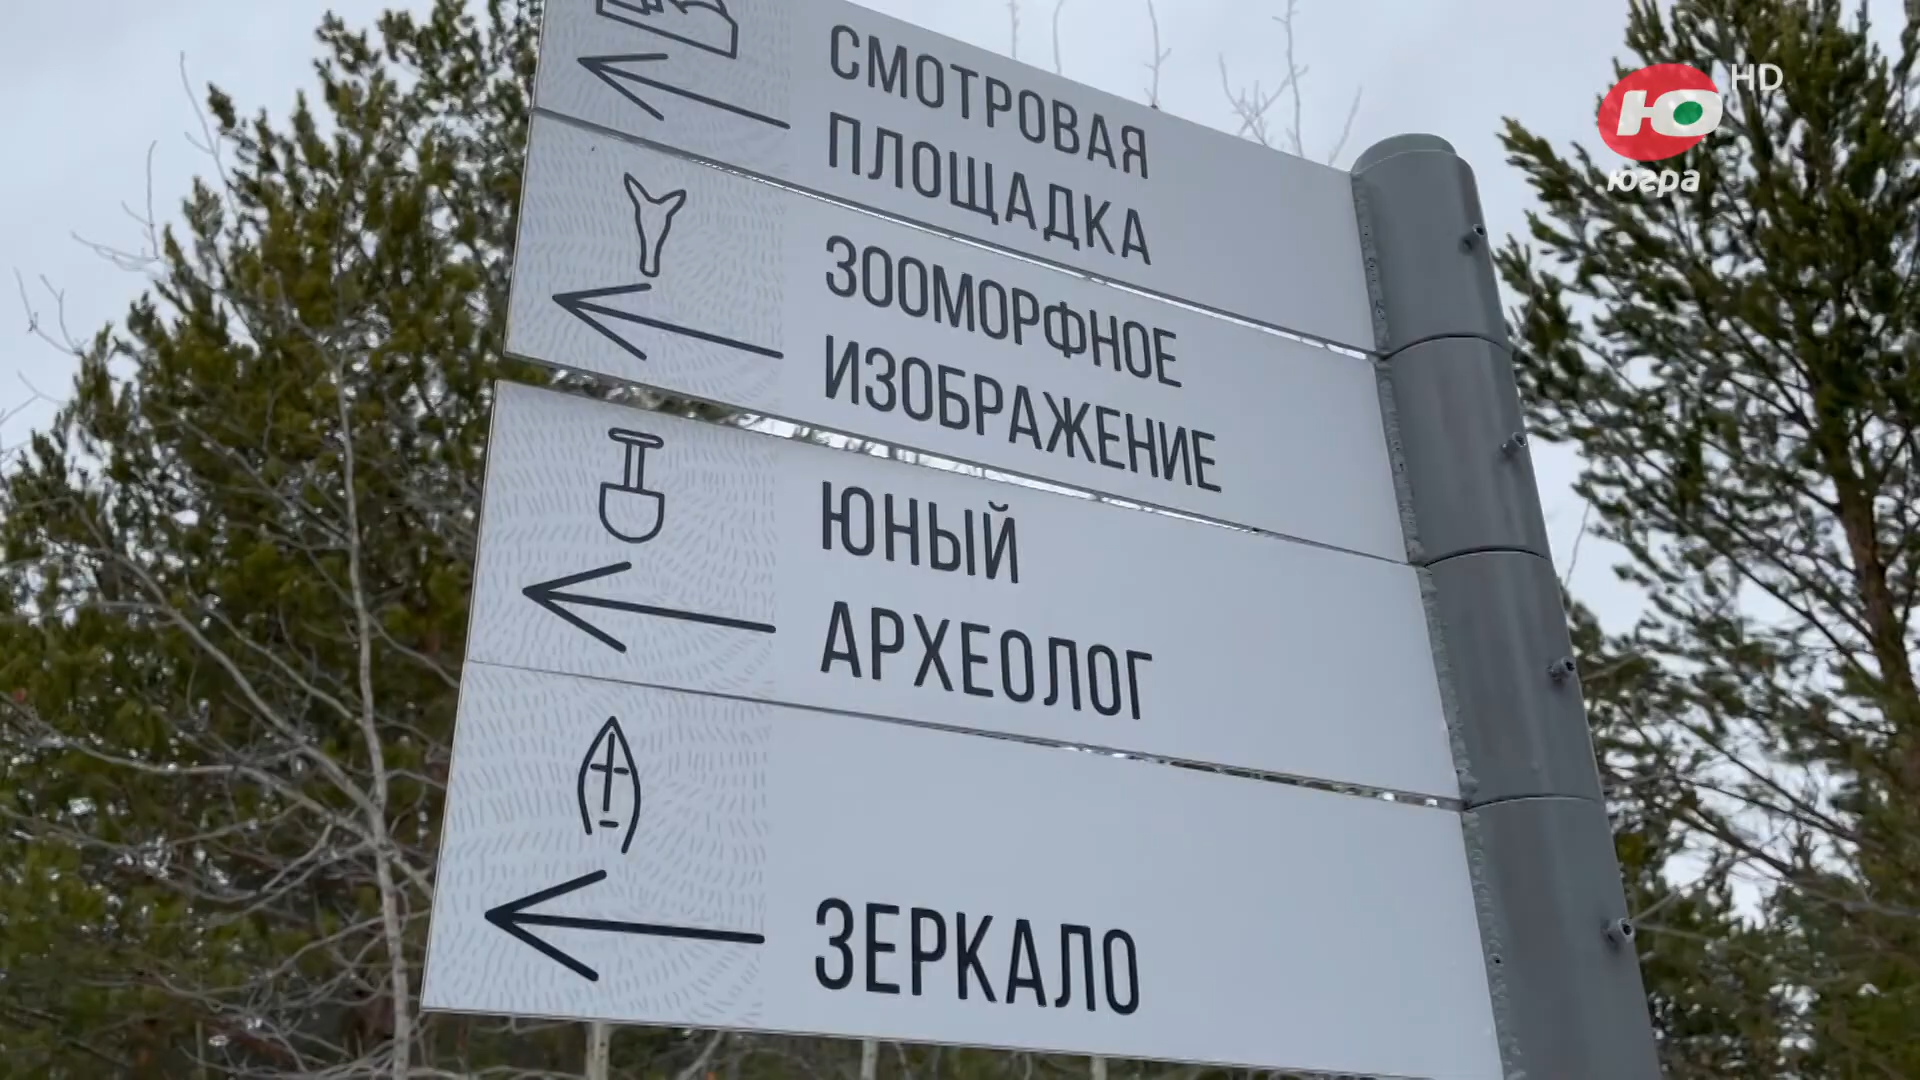 СМОТРОВАЯ
ПЛОЩАДКА
ЗООМОРФНОЕ
ИЗОБРАЖЕНИЕ
ЮНЫЙ
АРХЕОЛОГ
ЗЕРКАЛО
Ю HD
югра